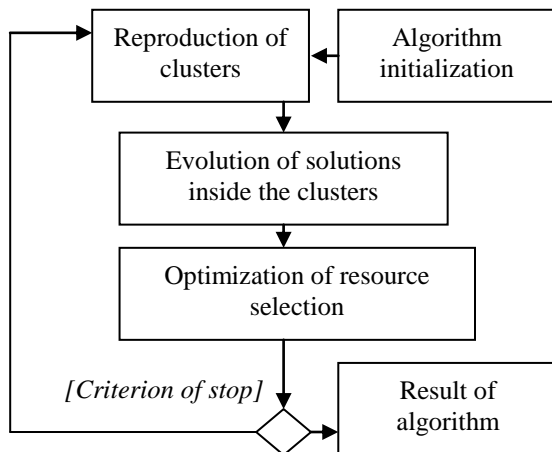 Reproduction of
clusters
Algorithm
initialization
Evolution of solutions
inside the clusters
Optimization of resource
selection
[Criterion of stop]
Result of
algorithm